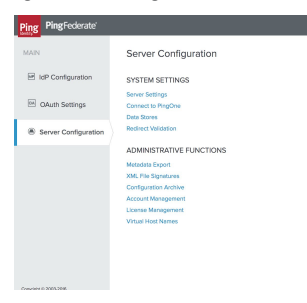 Ping
Identity
PingFederate
MAIN
Server Configuration
IdP Configuration
OAuth Settings
Server Configuration
SYSTEM SETTINGS
Server Settings
Connect to PingOne
Data Stores
Redirect Validation
ADMINISTRATIVE FUNCTIONS
Metadata Export
XML File Signatures
Configuration Archive
Account Management
License Management
Virtual Host Names
Copyright © 2003-2016